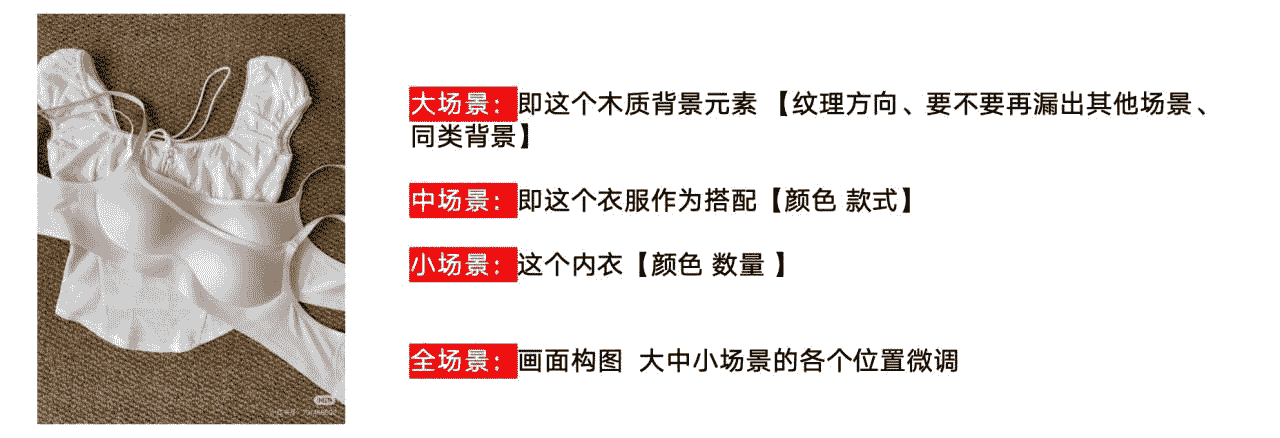 大场景：即这个木质背景元素 【纹理方向、要不要再漏出其他场景、
同类背景】
中场景：即这个衣服作为搭配【颜色 款式】
小场景：这个内衣【颜色 数量 】
全场景：画面构图  大中小场景的各个位置微调